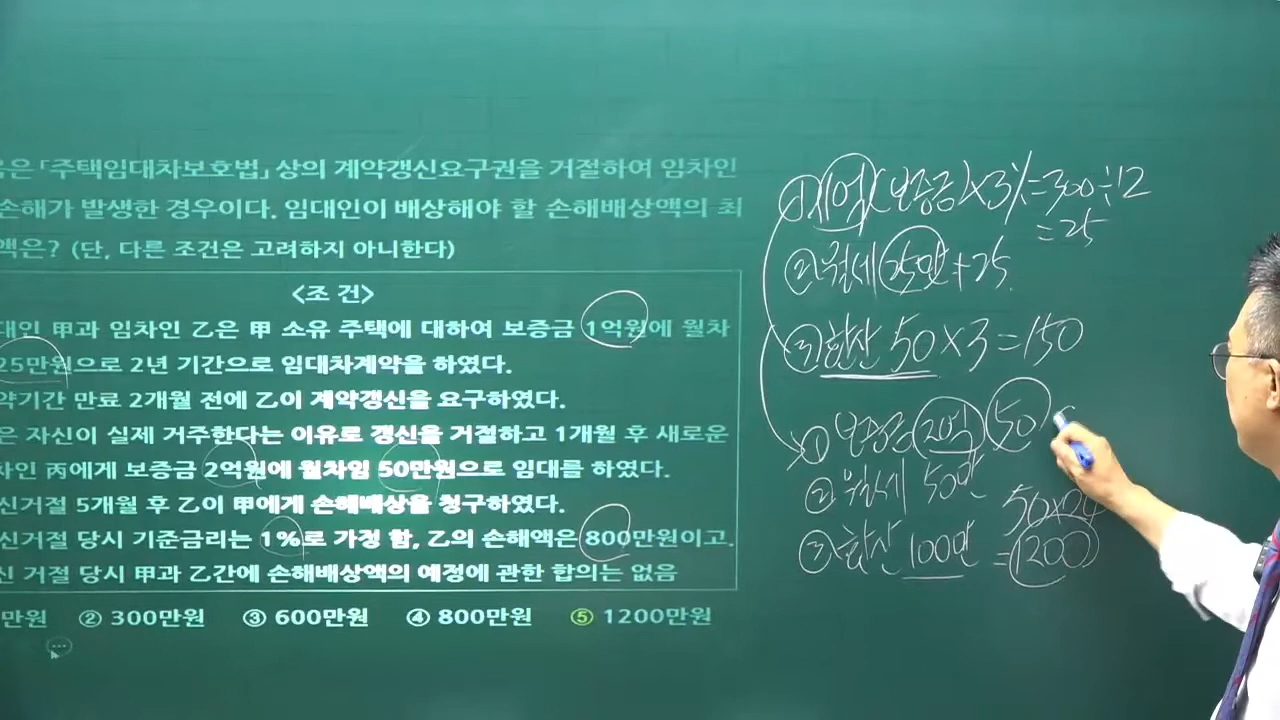 은「주택임대차보호법」상의 계약갱신요구권을 거절하여 임차인
손해가 발생한 경우이다. 임대인이 배상해야 할 손해배상액의 최
액은? (단, 다른 조건은 고려하지 아니한다)
<조 건>
대인 甲과 임차인 乙은 甲 소유 주택에 대하여 보증금 1억원에 월차
25만원으로 2년 기간으로 임대차계약을 하였다.
약기간 만료 2개월 전에 乙이 계약갱신을 요구하였다.
은 자신이 실제 거주한다는 이유로 갱신을 거절하고 1개월 후 새로운
차인 丙에게 보증금 2억원에 월차임 50만원으로 임대를 하였다.
신거절 5개월 후 乙이 甲에게 손해배상을 청구하였다.
신거절 당시 기준금리는 1%로 가정 함, 乙의 손해액은 800만원이고.
신 거절 당시 甲과 乙간에 손해배상액의 예정에 관한 합의는 없음
만원 ② 300만원 ③ 600만원 ④ 800만원 ⑤ 1200만원
① 1억(보증금)×3%=300÷12
=25
② 월세 25만+25
③ 환산 50×3=150
① 보증금 2억 50
② 월세 50만
50×24
③ 환산 100만 =1200